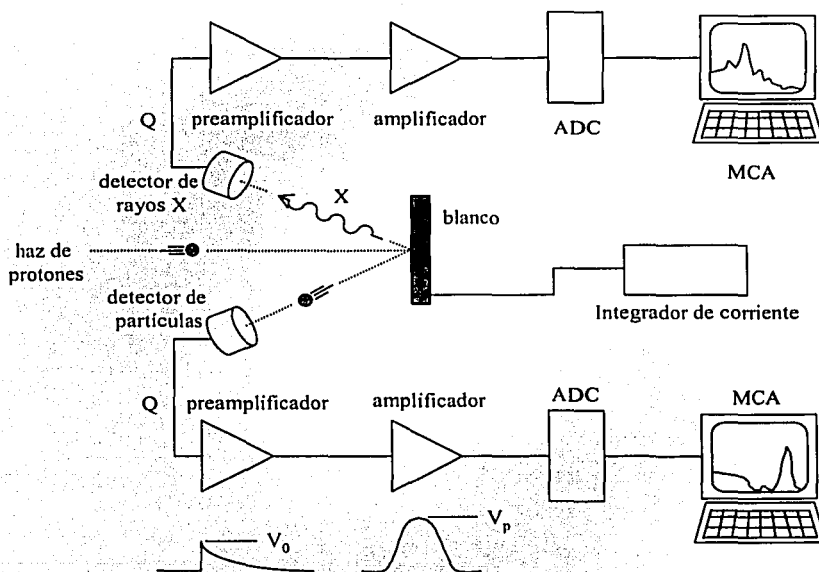 Q
preamplificador
amplificador
ADC
MCA
detector de
rayos X
X
blanco
haz de
protones
detector de
partículas
Integrador de corriente
Q
preamplificador
amplificador
ADC
MCA
V₀
Vₚ